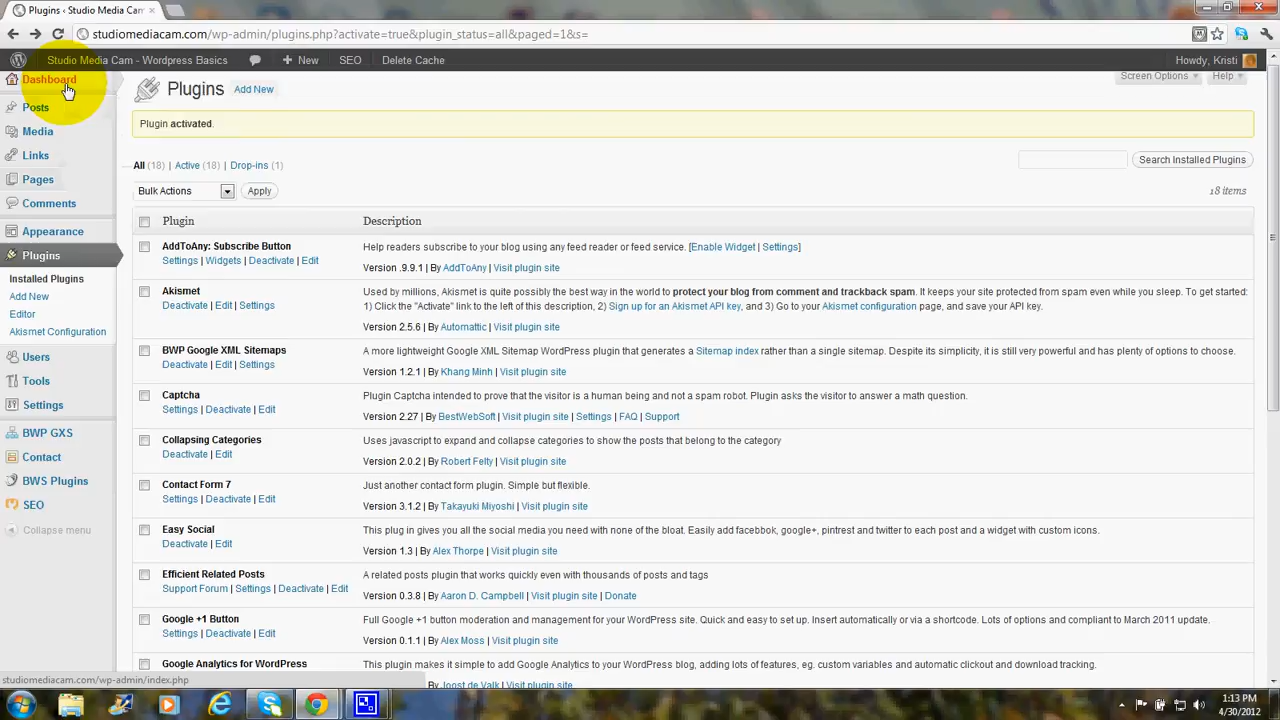 Plugins ‹ Studio Media Cam
studiomediacam.com/wp-admin/plugins.php?activate=true&plugin_status=all&paged=1&s=
Studio Media Cam - Wordpress Basics New SEO Delete Cache Howdy, Kristi
Dashboard
Posts
Media
Links
Pages
Comments
Appearance
Plugins
Installed Plugins
Add New
Editor
Akismet Configuration
Users
Tools
Settings
BWP GXS
Contact
BWS Plugins
SEO
Collapse menu
Plugins Add New
Screen Options Help
Plugin activated.
All (18) | Active (18) | Drop-ins (1)
Search Installed Plugins
Bulk Actions Apply
18 items
Plugin Description
AddToAny: Subscribe Button
Settings | Widgets | Deactivate | Edit
Help readers subscribe to your blog using any feed reader or feed service. [Enable Widget | Settings]
Version .9.9.1 | By AddToAny | Visit plugin site
Akismet
Deactivate | Edit | Settings
Used by millions, Akismet is quite possibly the best way in the world to protect your blog from comment and trackback spam. It keeps your site protected from spam even while you sleep. To get started:
1) Click the "Activate" link to the left of this description, 2) Sign up for an Akismet API key, and 3) Go to your Akismet configuration page, and save your API key.
Version 2.5.6 | By Automattic | Visit plugin site
BWP Google XML Sitemaps
Deactivate | Edit | Settings
A more lightweight Google XML Sitemap WordPress plugin that generates a Sitemap index rather than a single sitemap. Despite its simplicity, it is still very powerful and has plenty of options to choose.
Version 1.2.1 | By Khang Minh | Visit plugin site
Captcha
Settings | Deactivate | Edit
Plugin Captcha intended to prove that the visitor is a human being and not a spam robot. Plugin asks the visitor to answer a math question.
Version 2.27 | By BestWebSoft | Visit plugin site | Settings | FAQ | Support
Collapsing Categories
Deactivate | Edit
Uses javascript to expand and collapse categories to show the posts that belong to the category
Version 2.0.2 | By Robert Felty | Visit plugin site
Contact Form 7
Settings | Deactivate | Edit
Just another contact form plugin. Simple but flexible.
Version 3.1.2 | By Takayuki Miyoshi | Visit plugin site
Easy Social
Deactivate | Edit
This plug in gives you all the social media you need with none of the bloat. Easily add facebbok, google+, pintrest and twitter to each post and a widget with custom icons.
Version 1.3 | By Alex Thorpe | Visit plugin site
Efficient Related Posts
Support Forum | Settings | Deactivate | Edit
A related posts plugin that works quickly even with thousands of posts and tags
Version 0.3.8 | By Aaron D. Campbell | Visit plugin site | Donate
Google +1 Button
Settings | Deactivate | Edit
Full Google +1 button moderation and management for your WordPress site. Quick and easy to set up. Insert automatically or via a shortcode. Lots of options and compliant to March 2011 update.
Version 0.1.1 | By Alex Moss | Visit plugin site
Google Analytics for WordPress
This plugin makes it simple to add Google Analytics to your WordPress blog, adding lots of features, eg. custom variables and automatic clickout and download tracking.
By Joost de Valk | Visit plugin site
studiomediacam.com/wp-admin/index.php
1:13 PM
4/30/2012